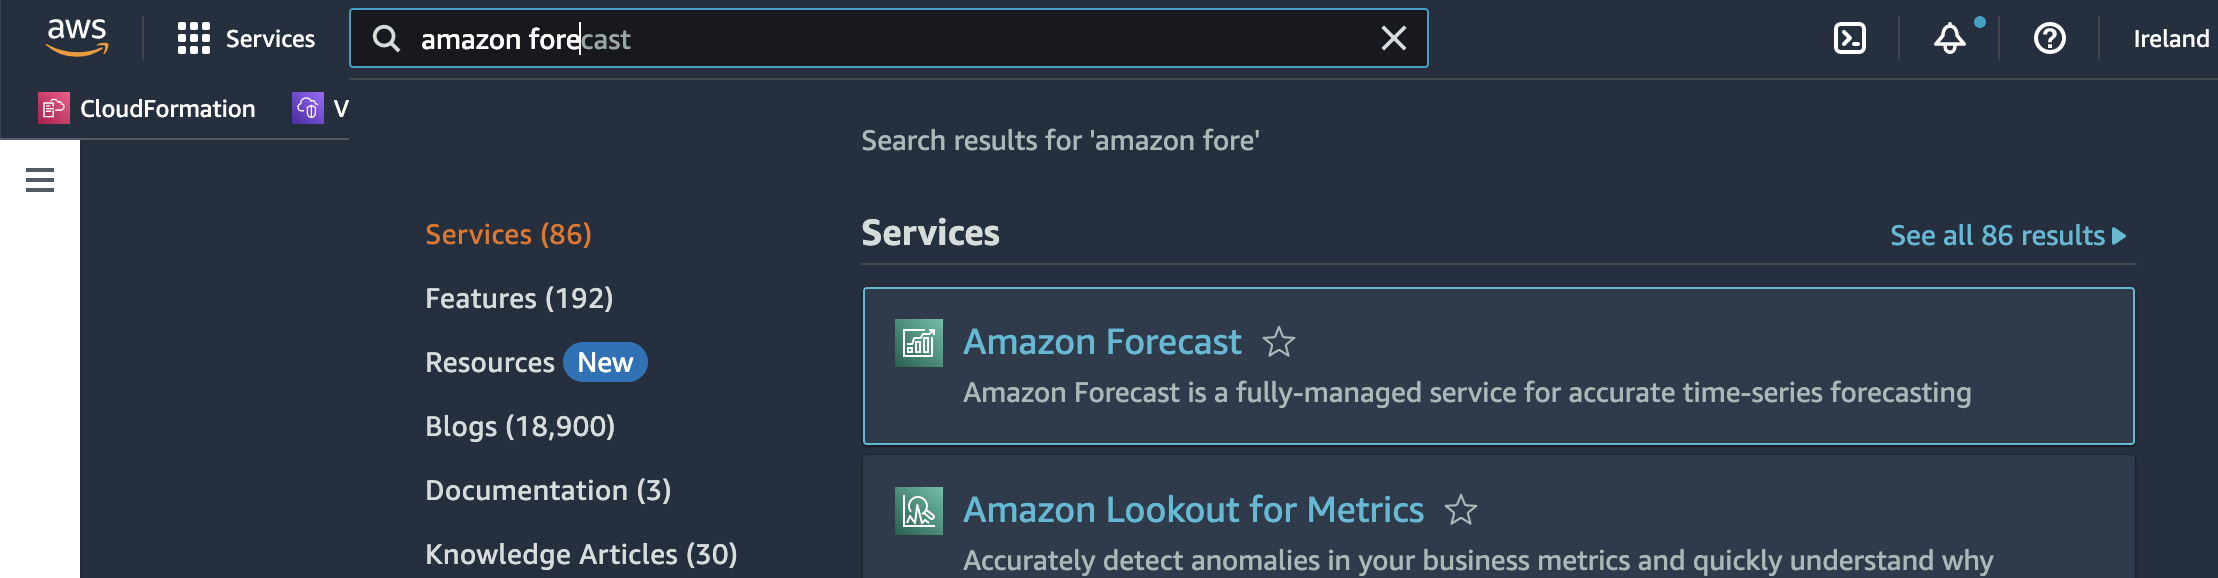 aws Services amazon forecast Ireland
CloudFormation V
Search results for 'amazon fore'
Services (86)
Features (192)
Resources New
Blogs (18,900)
Documentation (3)
Knowledge Articles (30)
Services See all 86 results
Amazon Forecast
Amazon Forecast is a fully-managed service for accurate time-series forecasting
Amazon Lookout for Metrics
Accurately detect anomalies in your business metrics and quickly understand why